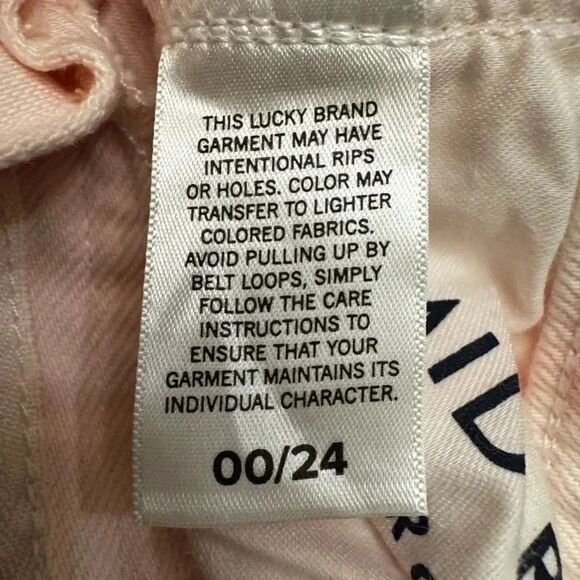 THIS LUCKY BRAND
GARMENT MAY HAVE
INTENTIONAL RIPS
OR HOLES. COLOR MAY
TRANSFER TO LIGHTER
COLORED FABRICS.
AVOID PULLING UP BY
BELT LOOPS, SIMPLY
FOLLOW THE CARE
INSTRUCTIONS TO
ENSURE THAT YOUR
GARMENT MAINTAINS ITS
INDIVIDUAL CHARACTER.
00/24
MID R